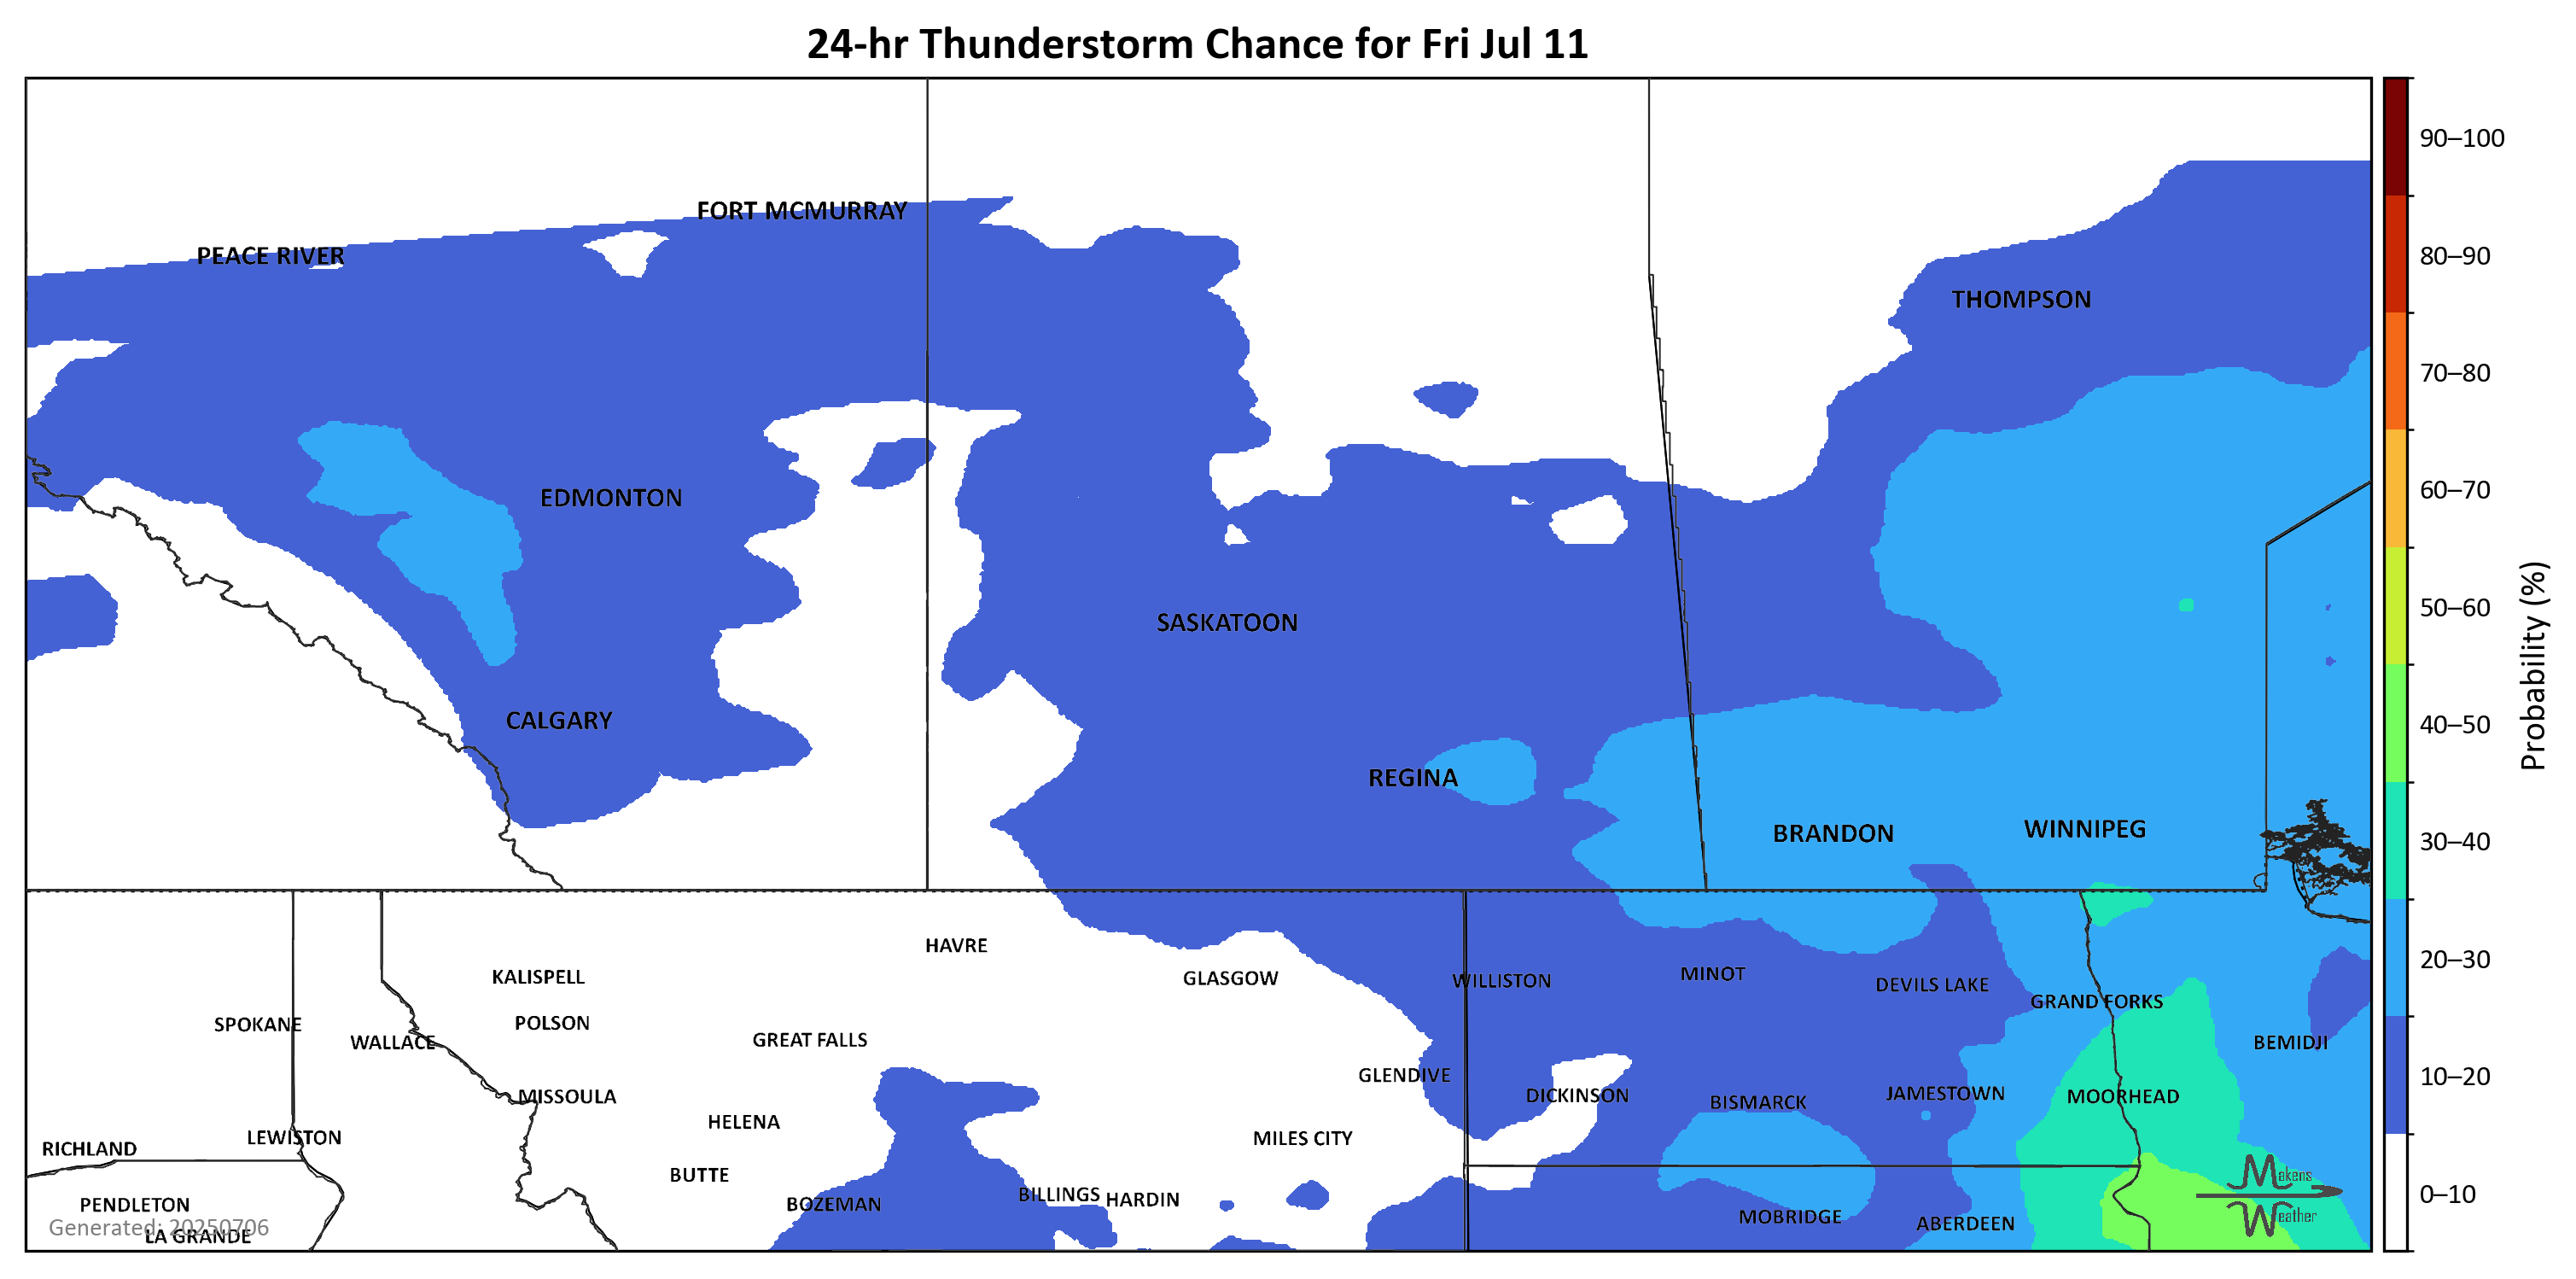 24-hr Thunderstorm Chance for Fri Jul 11
90–100
FORT MCMURRAY
PEACE RIVER
80–90
THOMPSON
70–80
60–70
EDMONTON
50–60
SASKATOON
CALGARY
40–50
Probability (%)
REGINA
WINNIPEG
BRANDON
30–40
HAVRE
20–30
KALISPELL
GLASGOW
WILLISTON
MINOT
DEVILS LAKE
GRAND FORKS
SPOKANE
POLSON
WALLACE
GREAT FALLS
BEMIDJI
GLENDIVE
10–20
MISSOULA
DICKINSON
BISMARCK
JAMESTOWN
MOORHEAD
HELENA
LEWISTON
MILES CITY
RICHLAND
BUTTE
Makens
0–10
PENDLETON
BOZEMAN
BILLINGS
HARDIN
MOBRIDGE
Weather
ABERDEEN
Generated: 20250706
LA GRANDE